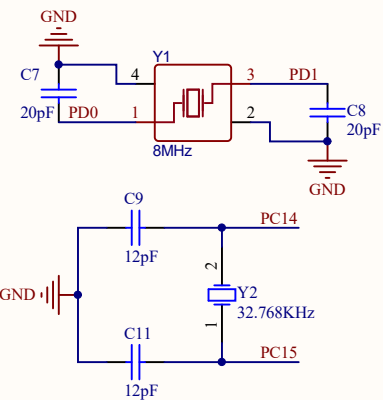 GND
Y1
C7
4
3
PD1
20pF
PD0
1
2
C8
20pF
8MHz
GND
C9
PC14
12pF
2
GND
Y2
32.768KHz
1
C11
PC15
12pF